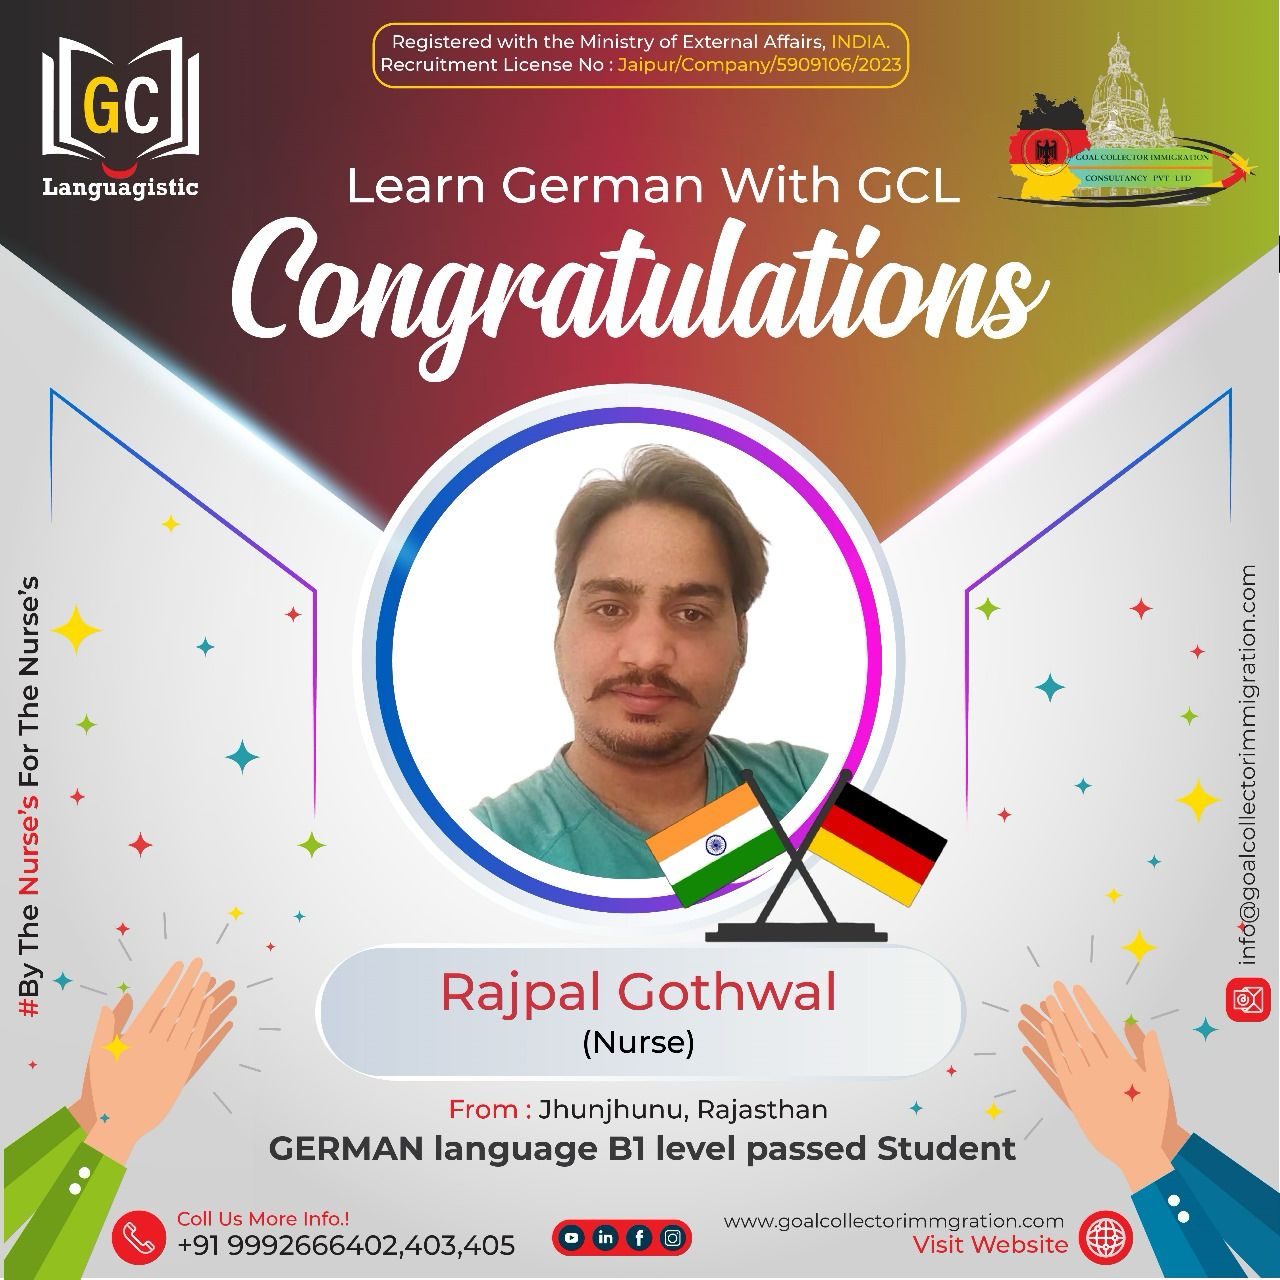 Registered with the Ministry of External Affairs, INDIA.
Recruitment License No : Jaipur/Company/5909106/2023
GC
Languagistic
GOAL COLLECTOR IMMIGRATION
CONSULTANCY PVT LTD
Learn German With GCL
Congratulations
#By The Nurse's For The Nurse's
info@goalcollectorimmigration.com
Rajpal Gothwal
(Nurse)
From : Jhunjhunu, Rajasthan
GERMAN language B1 level passed Student
Coll Us More Info.!
+91 9992666402,403,405
in f
www.goalcollectorimmgration.com
Visit Website